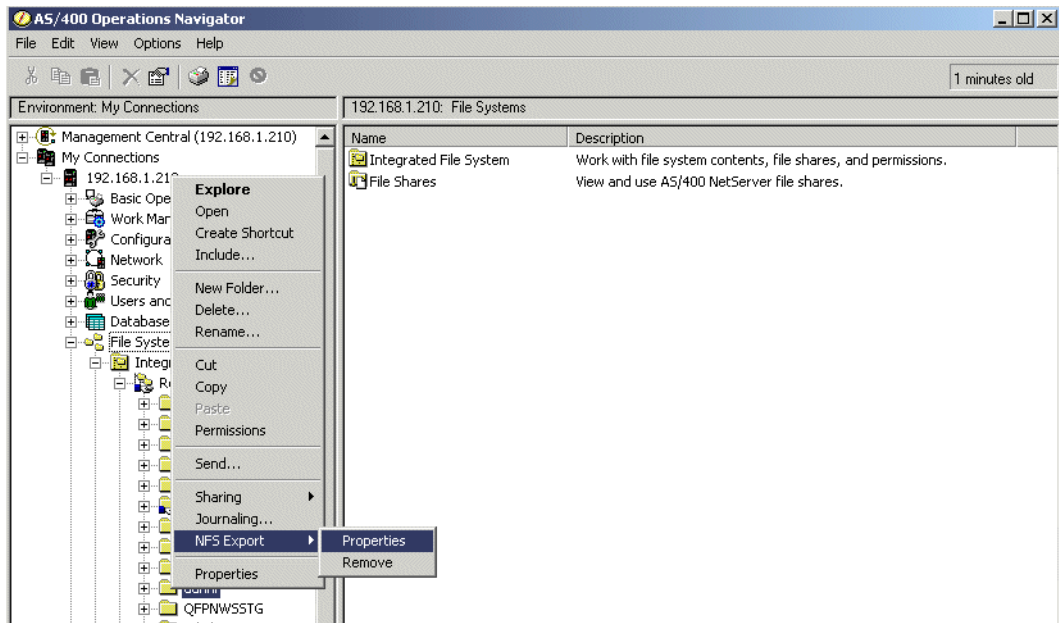 AS/400 Operations Navigator
File Edit View Options Help
1 minutes old
Environment: My Connections
192.168.1.210: File Systems
Management Central (192.168.1.210)
My Connections
192.168.1.210
Basic Ope
Work Mar
Configura
Network
Security
Users and
Database
File Syste
Integr
R
QFPNWSSTG
Explore
Open
Create Shortcut
Include...
New Folder...
Delete...
Rename...
Cut
Copy
Paste
Permissions
Send...
Sharing
Journaling...
NFS Export
Properties
Properties
Remove
Name Description
Integrated File System Work with file system contents, file shares, and permissions.
File Shares View and use AS/400 NetServer file shares.